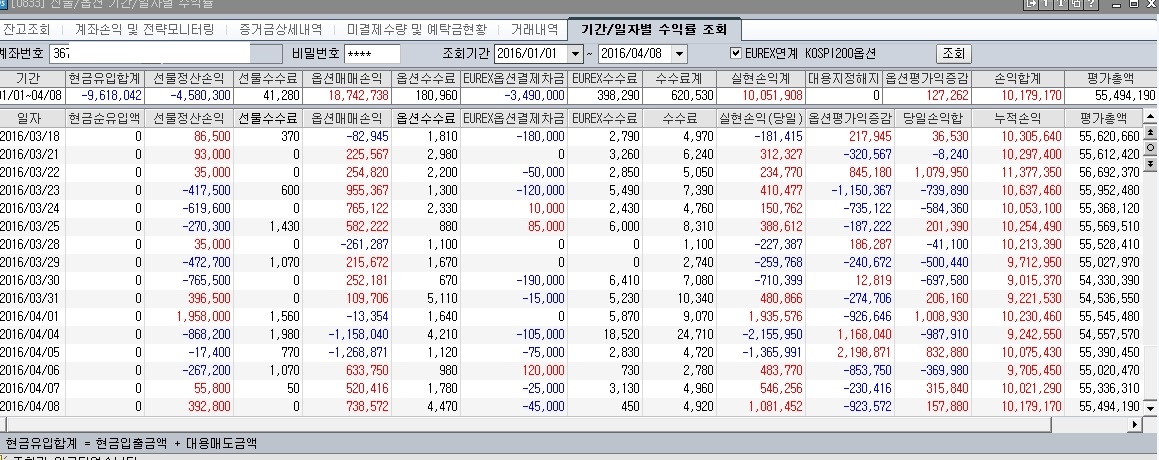 [0833] 선물/옵션 기간/일자별 수익률
잔고조회 계좌손익 및 전략모니터링 증거금상세내역 미결제수량 및 예탁금현황 거래내역 기간/일자별 수익률 조회
계좌번호 367 비밀번호 **** 조회기간 2016/01/01 ~ 2016/04/08 EUREX연계 KOSPI200옵션 조회
기간 현금유입합계 선물정산손익 선물수수료 옵션매매손익 옵션수수료 EUREX옵션결제차금 EUREX수수료 수수료계 실현손익계 대용지정해지 옵션평가익증감 손익합계 평가총액
01/01~04/08 -9,618,042 -4,580,300 41,280 18,742,738 180,960 -3,490,000 398,290 620,530 10,051,908 0 127,262 10,179,170 55,494,190
일자 현금순유입액 선물정산손익 선물수수료 옵션매매손익 옵션수수료 EUREX옵션결제차금 EUREX수수료 수수료 실현손익(당일) 옵션평가익증감 당일손익합 누적손익 평가총액
2016/03/18 0 86,500 370 -82,945 1,810 -180,000 2,790 4,970 -181,415 217,945 36,530 10,305,640 55,620,660
2016/03/21 0 93,000 0 225,567 2,980 0 3,260 6,240 312,327 -320,567 -8,240 10,297,400 55,612,420
2016/03/22 0 35,000 0 254,820 2,200 -50,000 2,850 5,050 234,770 845,180 1,079,950 11,377,350 56,692,370
2016/03/23 0 -417,500 600 955,367 1,300 -120,000 5,490 7,390 410,477 -1,150,367 -739,890 10,637,460 55,952,480
2016/03/24 0 -619,600 0 765,122 2,330 10,000 2,430 4,760 150,762 -735,122 -584,360 10,053,100 55,368,120
2016/03/25 0 -270,300 1,430 582,222 880 85,000 6,000 8,310 388,612 -187,222 201,390 10,254,490 55,569,510
2016/03/28 0 35,000 0 -261,287 1,100 0 0 1,100 -227,387 186,287 -41,100 10,213,390 55,528,410
2016/03/29 0 -472,700 1,070 215,672 1,670 0 0 2,740 -259,768 -240,672 -500,440 9,712,950 55,027,970
2016/03/30 0 -765,500 0 252,181 670 -190,000 6,410 7,080 -710,399 12,819 -697,580 9,015,370 54,330,390
2016/03/31 0 396,500 0 109,706 5,110 -15,000 5,230 10,340 480,866 -274,706 206,160 9,221,530 54,536,550
2016/04/01 0 1,958,000 1,560 -13,354 1,640 0 5,870 9,070 1,935,576 -926,646 1,008,930 10,230,460 55,545,480
2016/04/04 0 -868,200 1,980 -1,158,040 4,210 -105,000 18,520 24,710 -2,155,950 1,168,040 -987,910 9,242,550 54,557,570
2016/04/05 0 -17,400 770 -1,268,871 1,120 -75,000 2,830 4,720 -1,365,991 2,198,871 832,880 10,075,430 55,390,450
2016/04/06 0 -267,200 1,070 633,750 980 120,000 730 2,780 483,770 -853,750 -369,980 9,705,450 55,020,470
2016/04/07 0 55,800 50 520,416 1,780 -25,000 3,130 4,960 546,256 -230,416 315,840 10,021,290 55,336,310
2016/04/08 0 392,800 0 738,572 4,470 -45,000 450 4,920 1,081,452 -923,572 157,880 10,179,170 55,494,190
현금유입합계 = 현금입출금액 + 대용매도금액